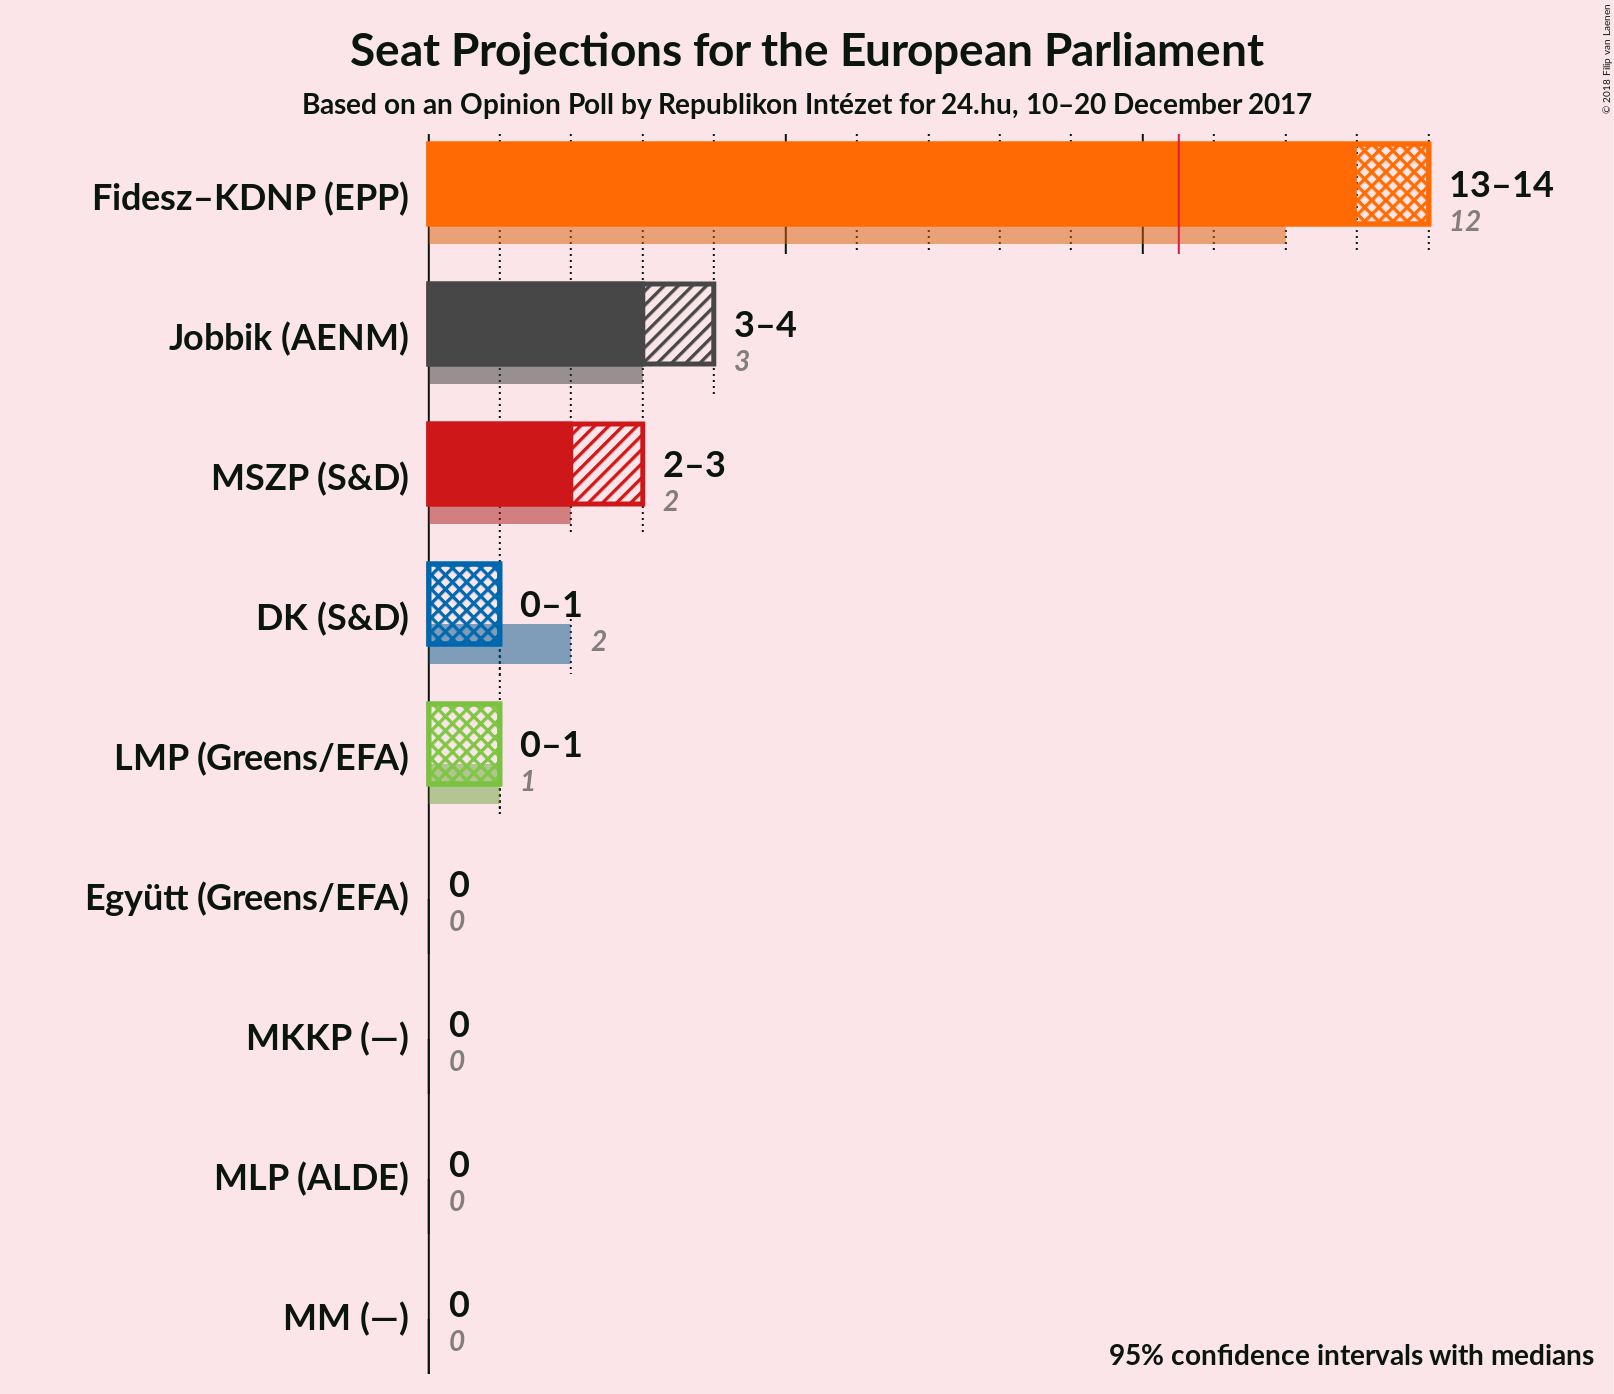 Seat Projections for the European Parliament
Based on an Opinion Poll by Republikon Intézet for 24.hu, 10–20 December 2017
© 2018 Filip van Laenen
Fidesz–KDNP (EPP)
13–14
12
Jobbik (AENM)
3–4
3
MSZP (S&D)
2–3
2
DK (S&D)
0–1
2
LMP (Greens/EFA)
0–1
1
Együtt (Greens/EFA)
0
0
MKKP (—)
0
0
MLP (ALDE)
0
0
MM (—)
0
0
95% confidence intervals with medians